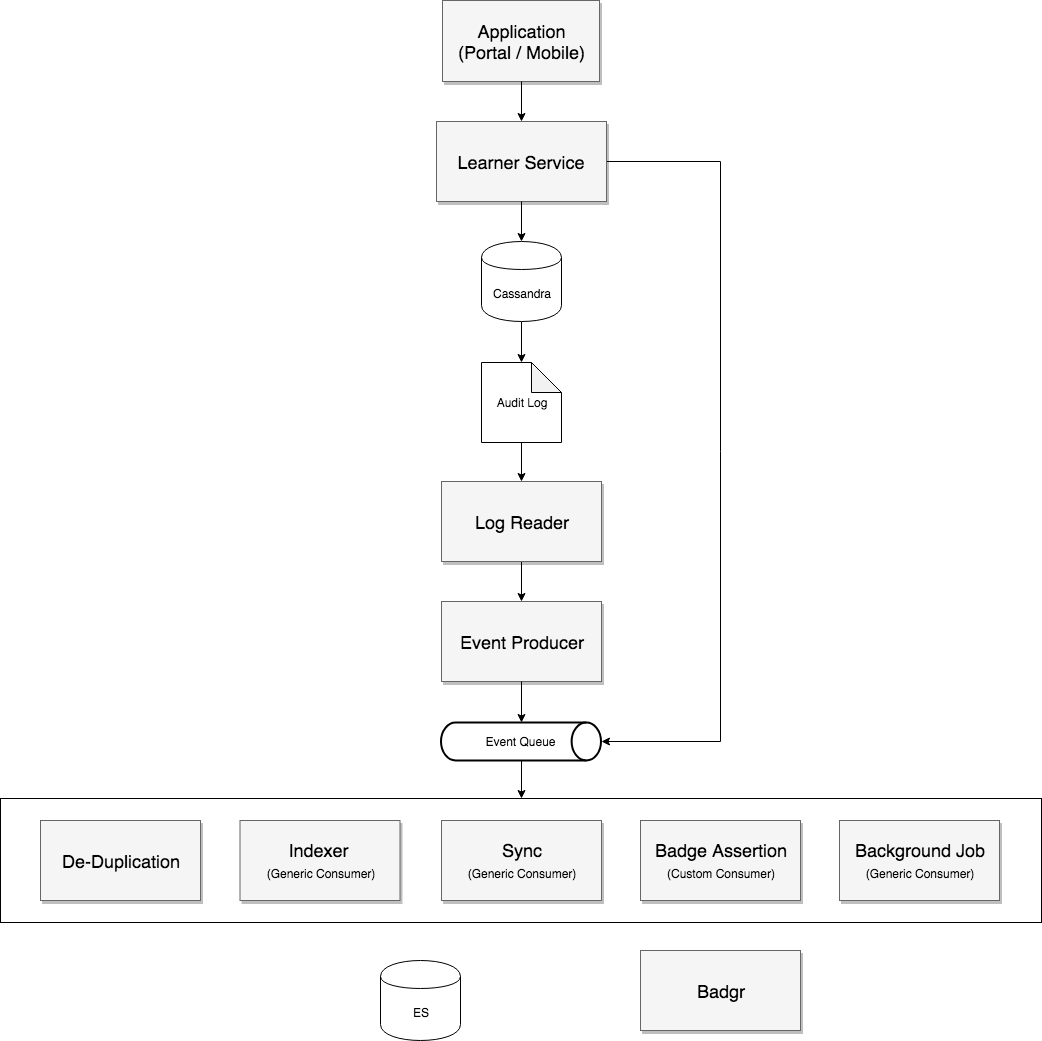 Application
(Portal / Mobile)
Learner Service
Cassandra
Audit Log
Log Reader
Event Producer
Event Queue
De-Duplication
Indexer
(Generic Consumer)
Sync
(Generic Consumer)
Badge Assertion
(Custom Consumer)
Background Job
(Generic Consumer)
ES
Badgr